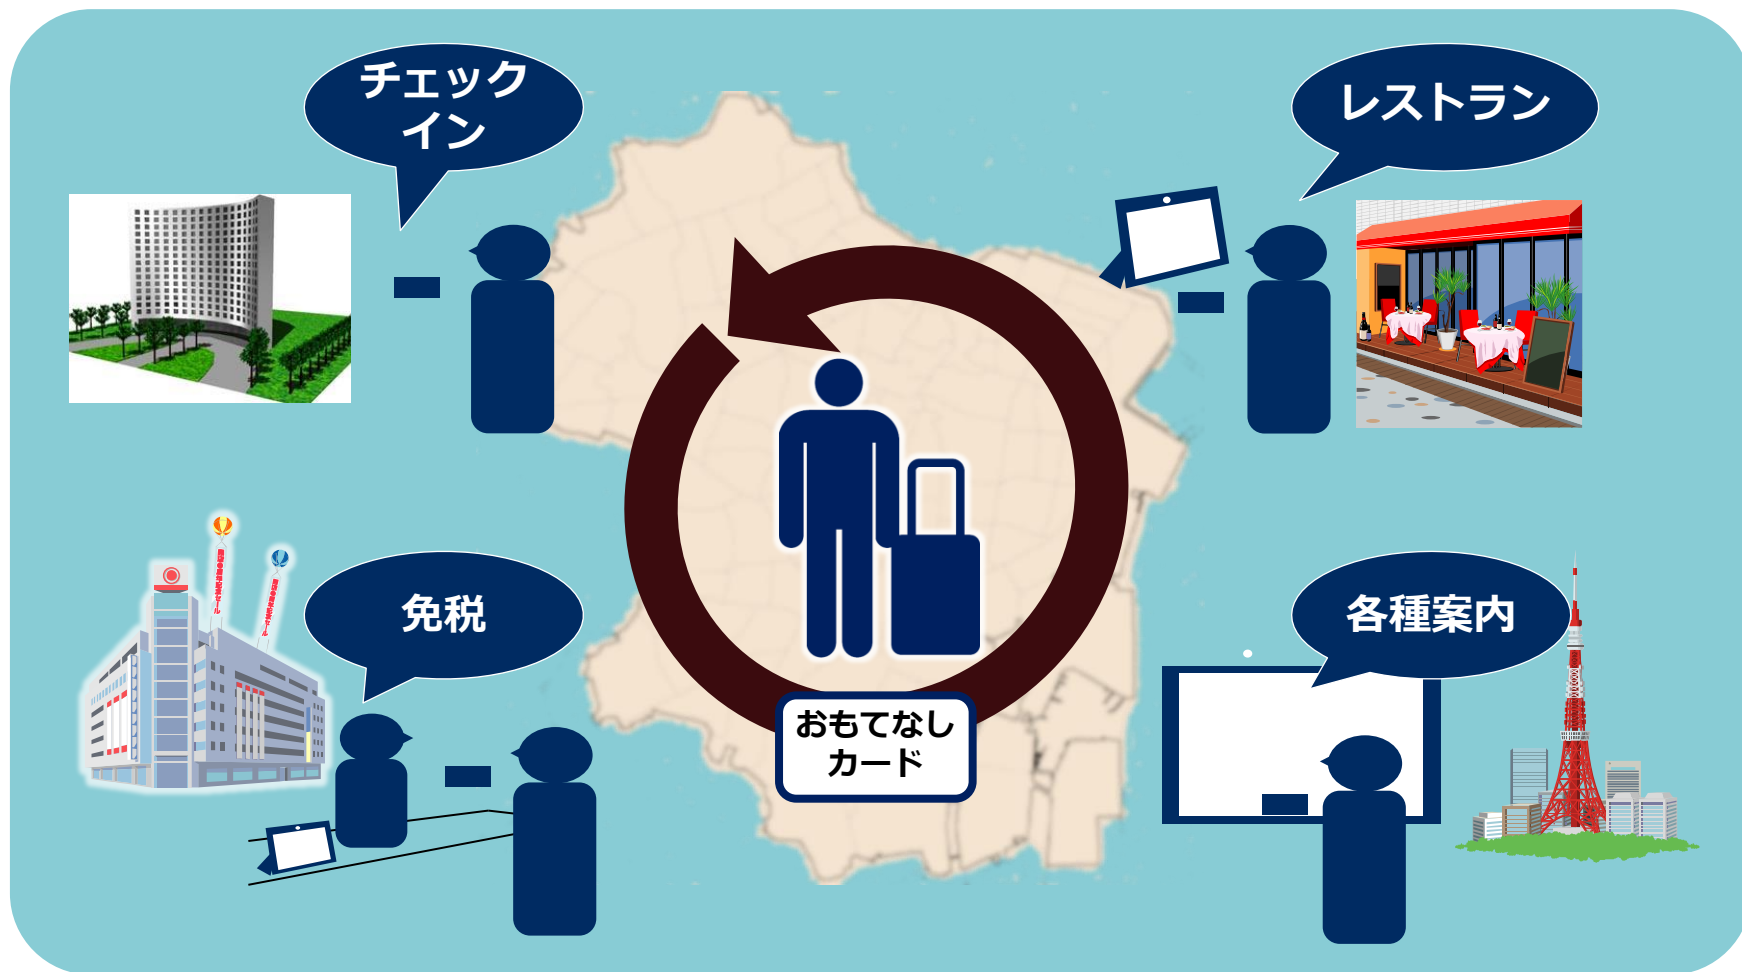 チェック
イン
レストラン
免税
各種案内
おもてなし
カード